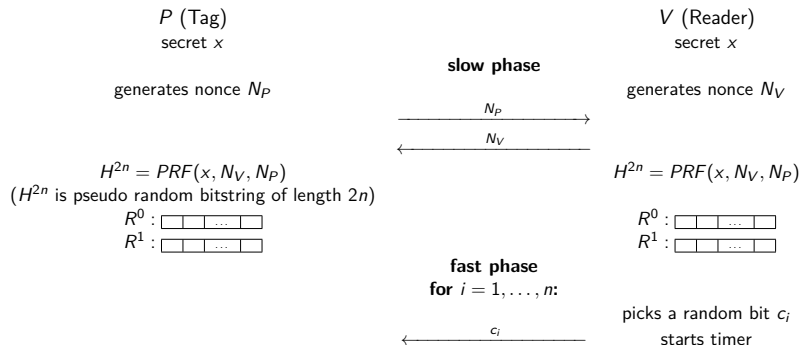 P (Tag)
V (Reader)
secret x
secret x
slow phase
generates nonce N_P
generates nonce N_V
N_P
N_V
H^{2n} = PRF(x, N_V, N_P)
H^{2n} = PRF(x, N_V, N_P)
(H^{2n} is pseudo random bitstring of length 2n)
R^0 : ...
R^0 : ...
R^1 : ...
R^1 : ...
fast phase
for i = 1, . . . , n:
picks a random bit c_i
c_i
starts timer